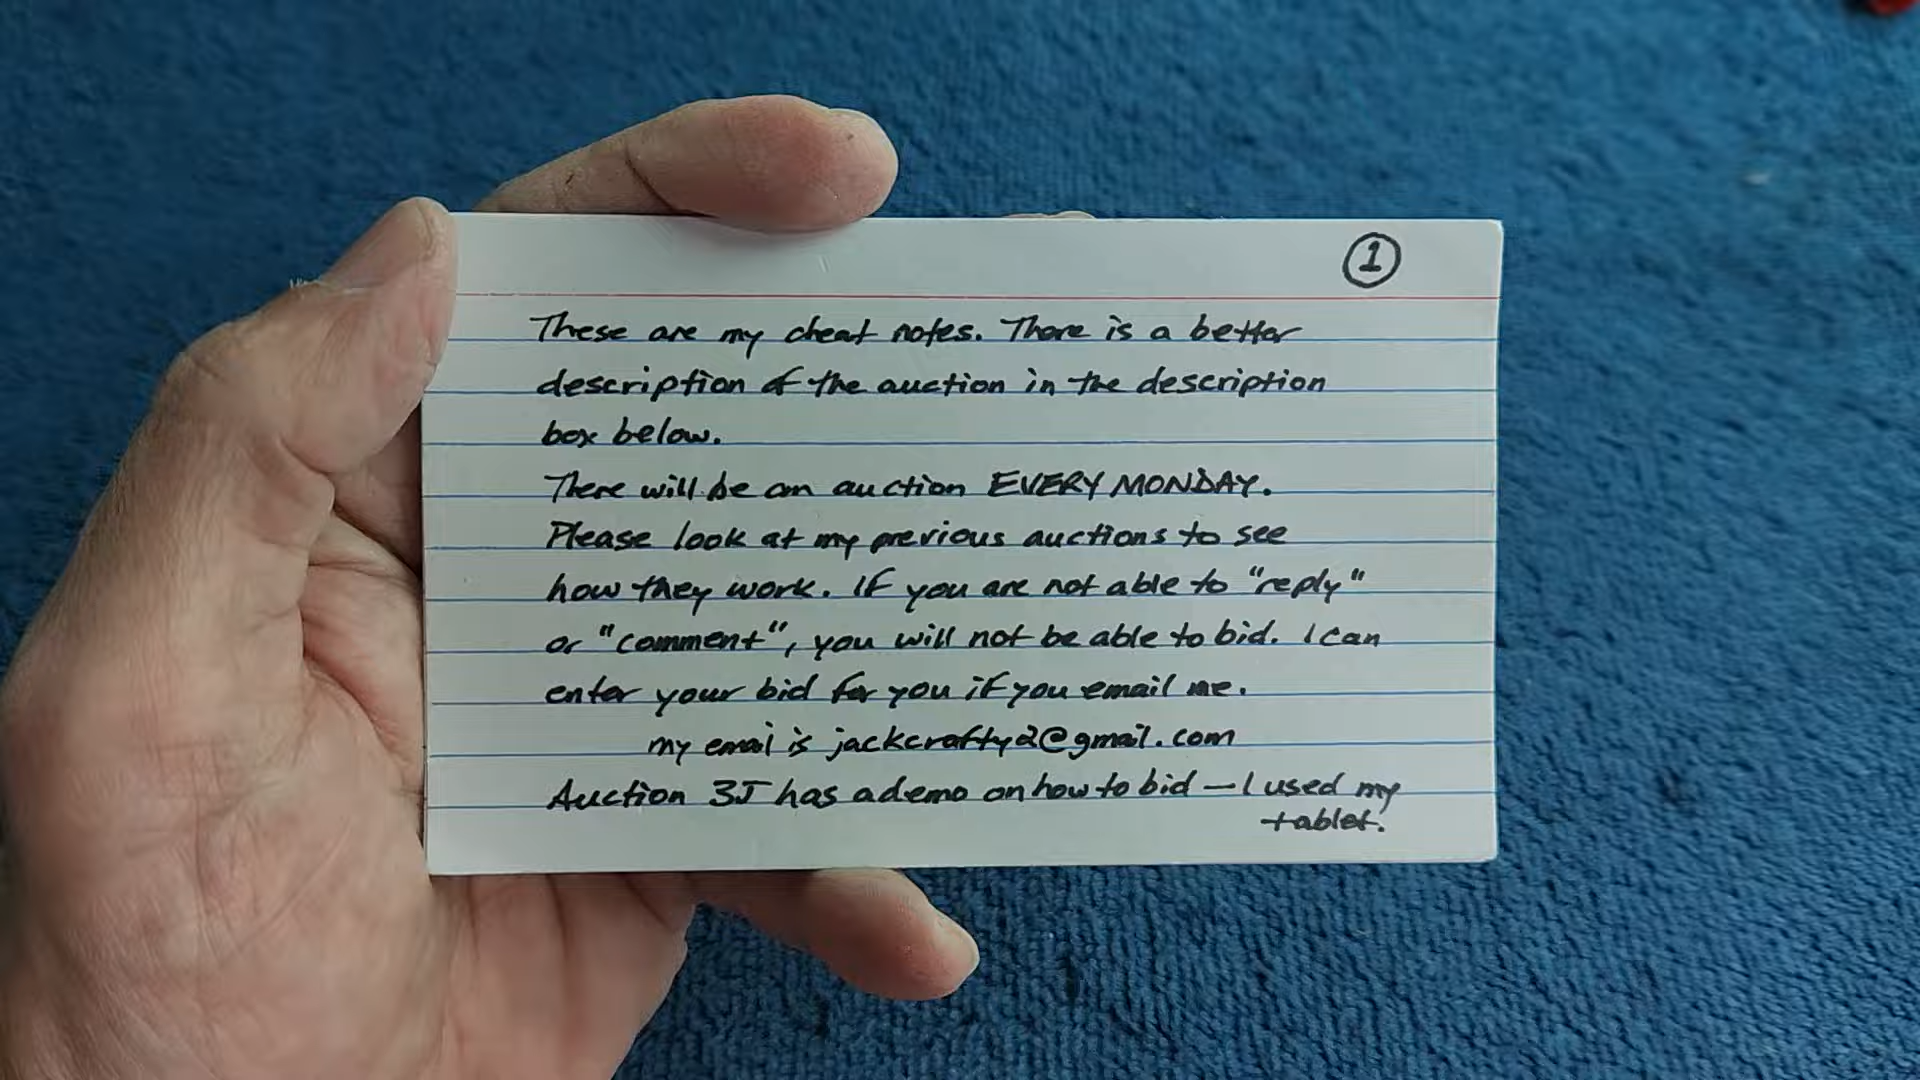 1
These are my cheat notes. There is a better
description of the auction in the description
box below.
There will be an auction EVERY MONDAY.
Please look at my previous auctions to see
how they work. If you are not able to "reply"
or "comment", you will not be able to bid. I can
enter your bid for you if you email me.
my email is jackcrafty2@gmail.com
Auction 3J has a demo on how to bid — I used my
tablet.